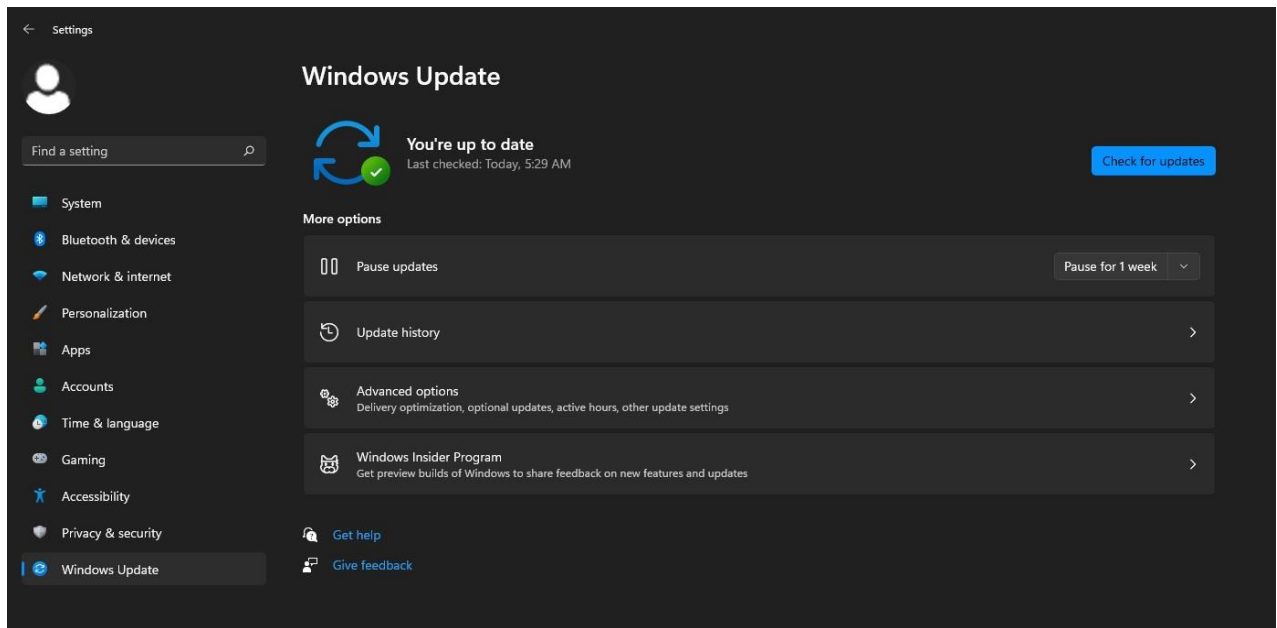 Settings
Find a setting
System
Bluetooth & devices
Network & internet
Personalization
Apps
Accounts
Time & language
Gaming
Accessibility
Privacy & security
Windows Update
Windows Update
You're up to date
Last checked: Today, 5:29 AM
Check for updates
More options
Pause updates
Pause for 1 week
Update history
Advanced options
Delivery optimization, optional updates, active hours, other update settings
Windows Insider Program
Get preview builds of Windows to share feedback on new features and updates
Get help
Give feedback